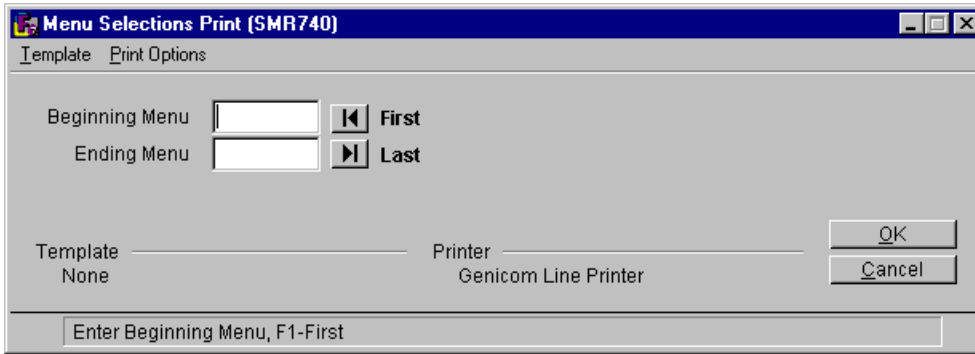 Menu Selections Print (SMR740)
Template Print Options
Beginning Menu First
Ending Menu Last
Template Printer
None Genicom Line Printer
OK
Cancel
Enter Beginning Menu, F1-First